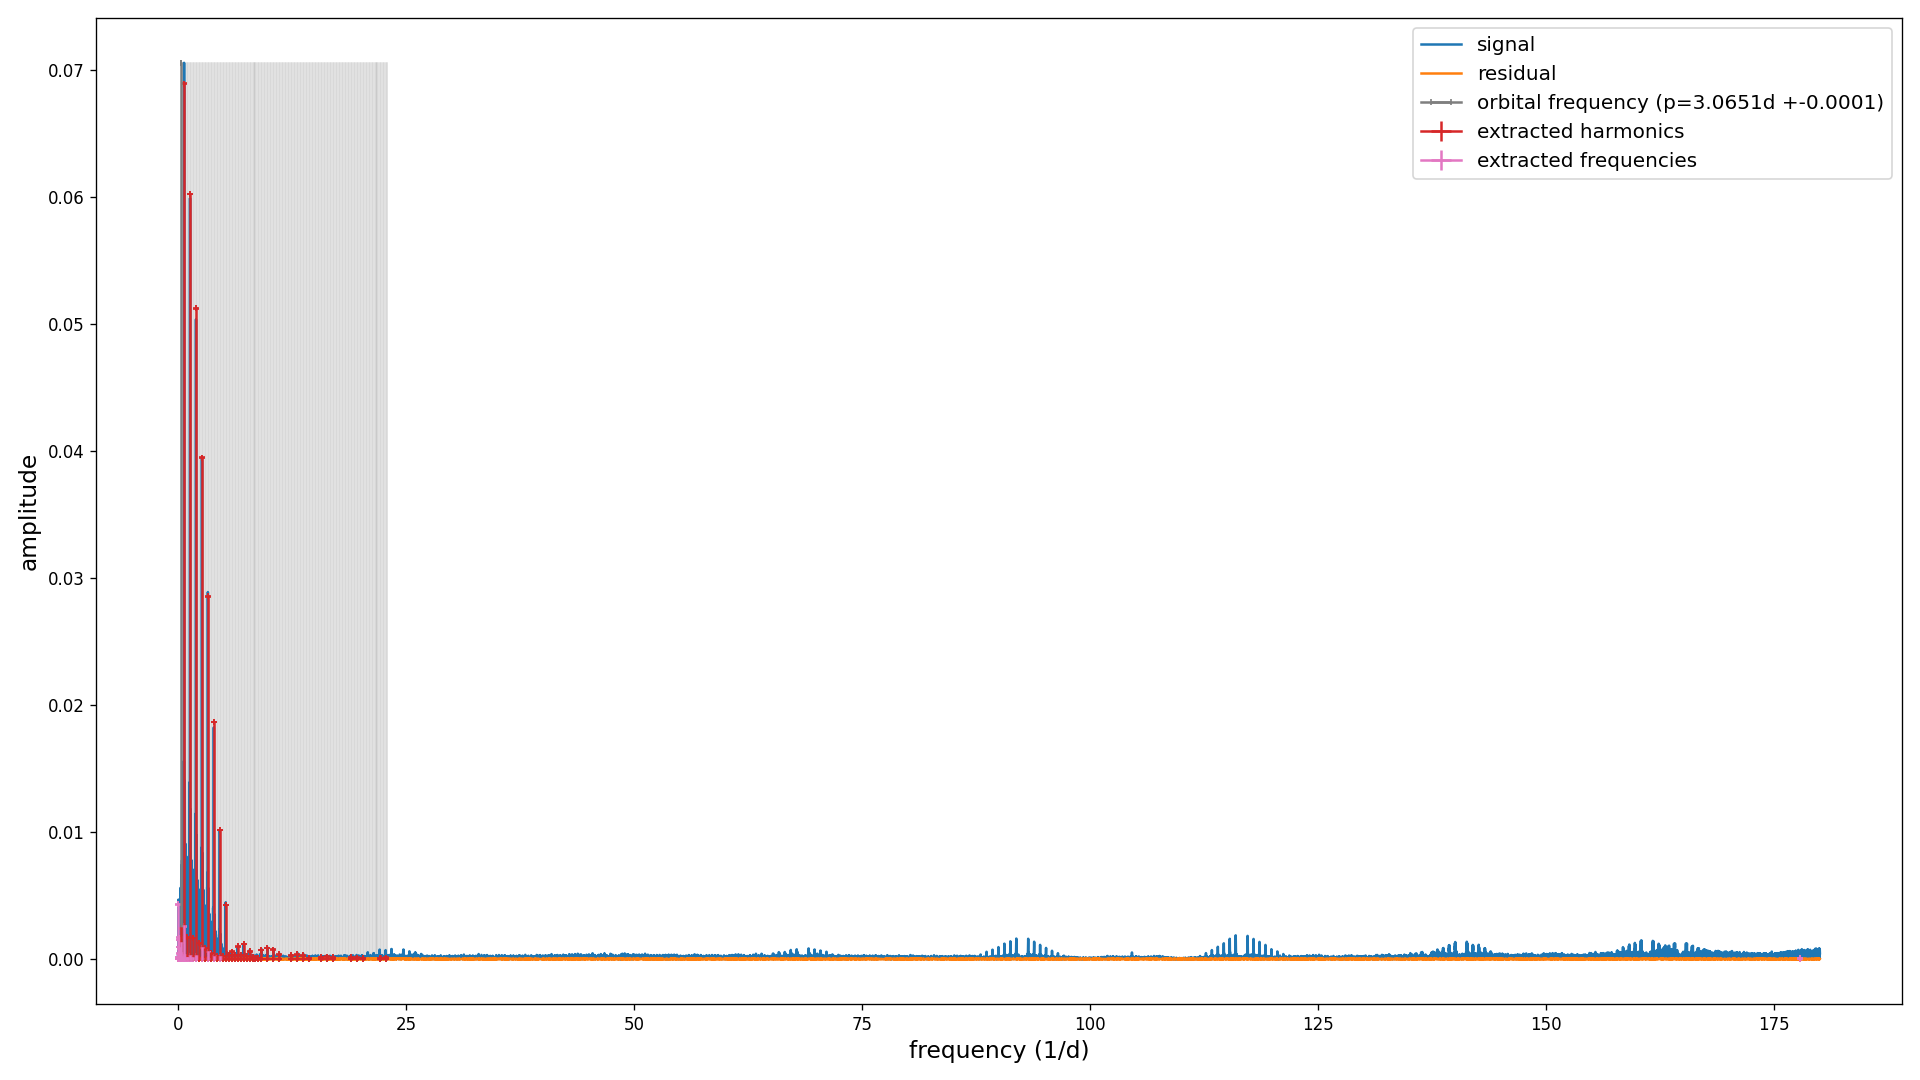 signal
residual
orbital frequency (p=3.0651d +-0.0001)
extracted harmonics
extracted frequencies
amplitude
0.07
0.06
0.05
0.04
0.03
0.02
0.01
0.00
0 25 50 75 100 125 150 175
frequency (1/d)